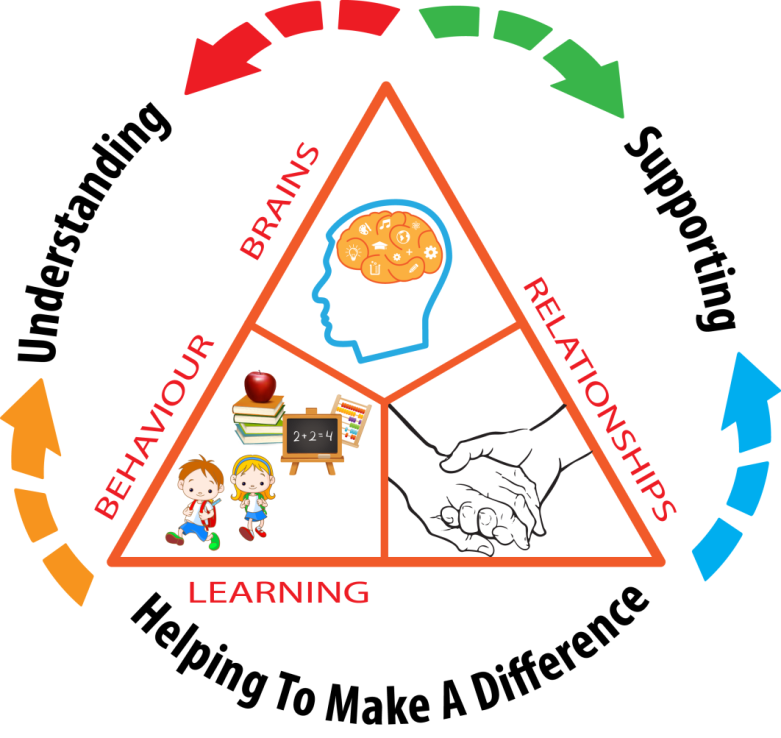 Understanding
Supporting
BRAINS
RELATIONSHIPS
BEHAVIOUR
2+2=4
LEARNING
Helping To Make A Difference